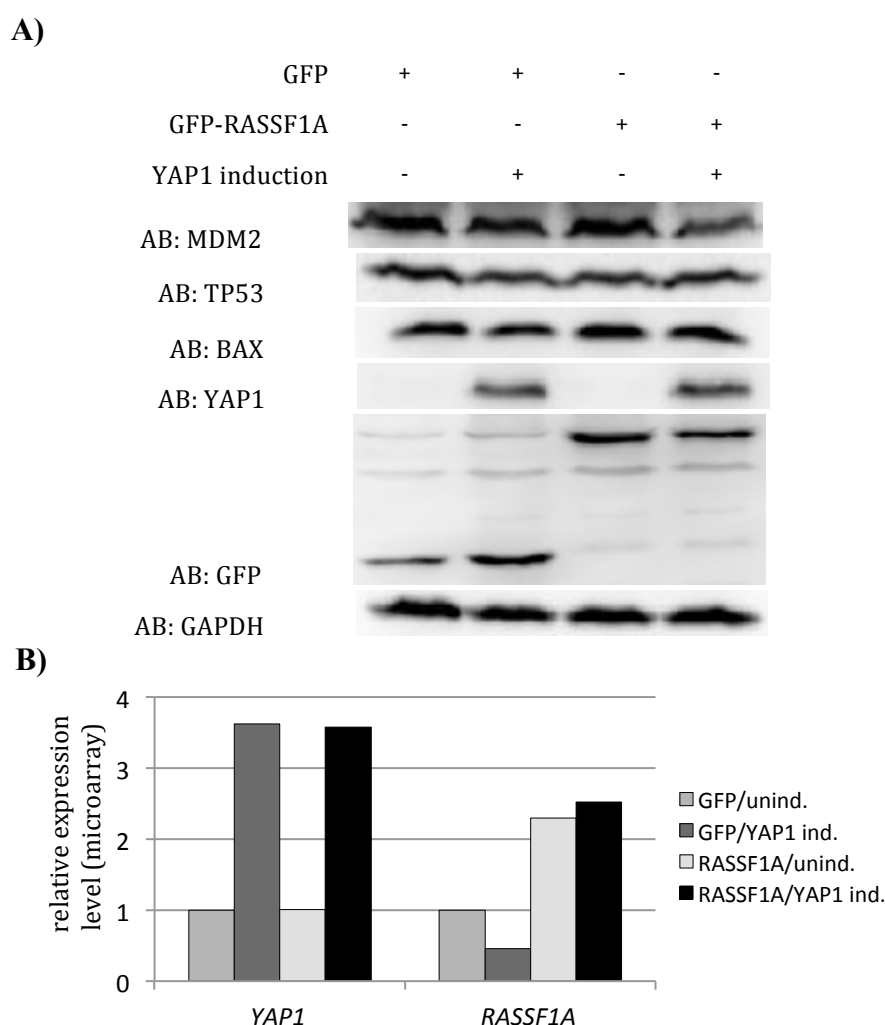 A)
GFP + + - -
GFP-RASSF1A - - + +
YAP1 induction - + - +
AB: MDM2
AB: TP53
AB: BAX
AB: YAP1
AB: GFP
AB: GAPDH
B)
relative expression
level (microarray)
4
3
2
1
0
YAP1
RASSF1A
GFP/unind.
GFP/YAP1 ind.
RASSF1A/unind.
RASSF1A/YAP1 ind.